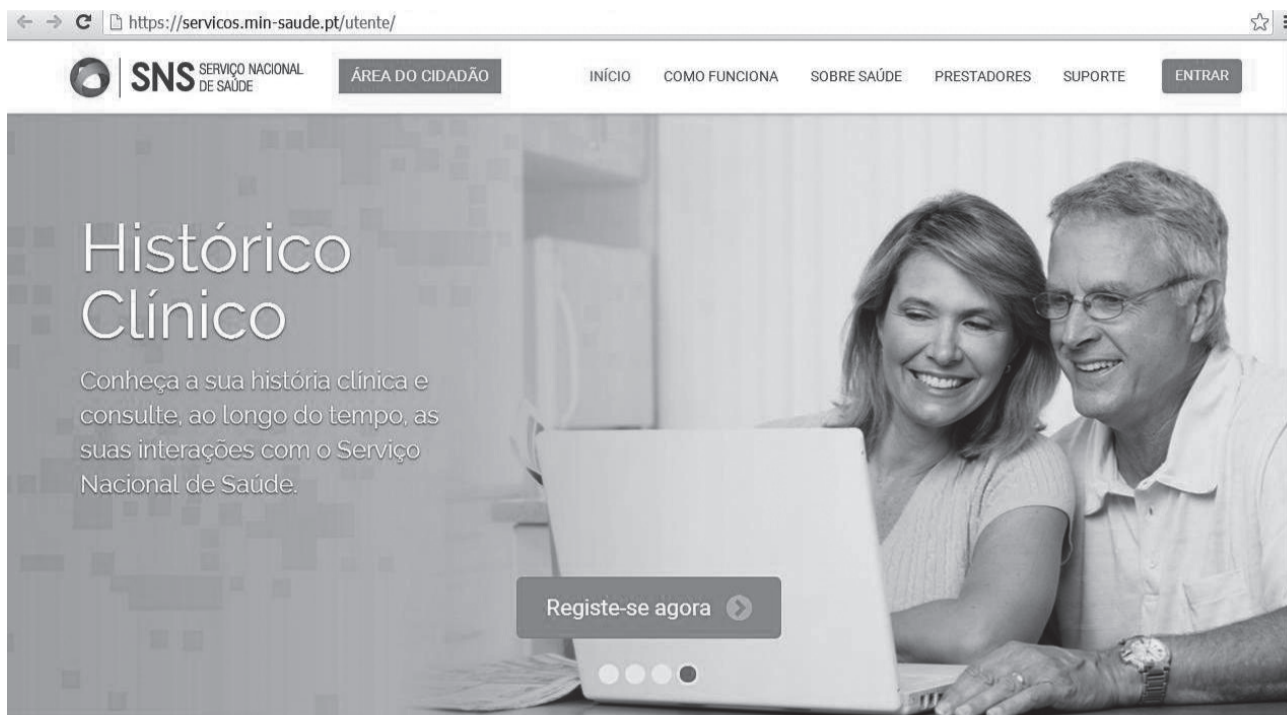 https://servicos.min-saude.pt/utente/
SNS SERVIÇO NACIONAL
DE SAÚDE
ÁREA DO CIDADÃO
INÍCIO
COMO FUNCIONA
SOBRE SAÚDE
PRESTADORES
SUPORTE
ENTRAR
Histórico
Clínico
Conheça a sua história clínica e
consulte, ao longo do tempo, as
suas interações com o Serviço
Nacional de Saúde.
Registe-se agora